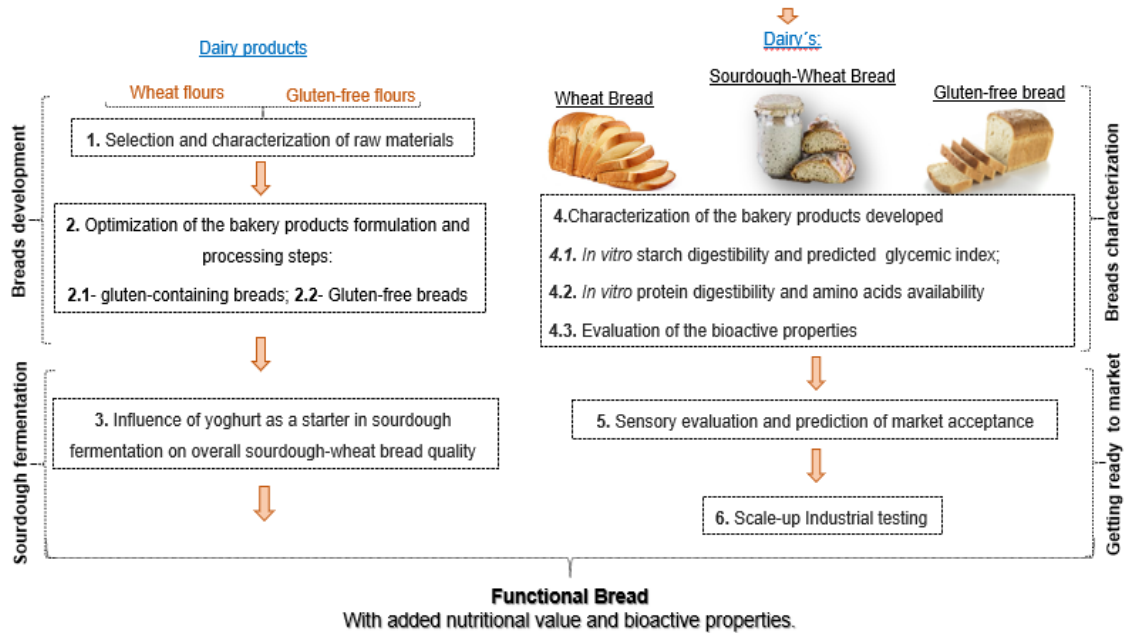 Dairy products
Wheat flours
Gluten-free flours
Breads development
1. Selection and characterization of raw materials
2. Optimization of the bakery products formulation and
processing steps:
2.1- gluten-containing breads; 2.2- Gluten-free breads
Sourdough fermentation
3. Influence of yoghurt as a starter in sourdough
fermentation on overall sourdough-wheat bread quality
Dairy´s:
Wheat Bread
Sourdough-Wheat Bread
Gluten-free bread
Breads characterization
4.Characterization of the bakery products developed
4.1. In vitro starch digestibility and predicted glycemic index;
4.2. In vitro protein digestibility and amino acids availability
4.3. Evaluation of the bioactive properties
Getting ready to market
5. Sensory evaluation and prediction of market acceptance
6. Scale-up Industrial testing
Functional Bread
With added nutritional value and bioactive properties.